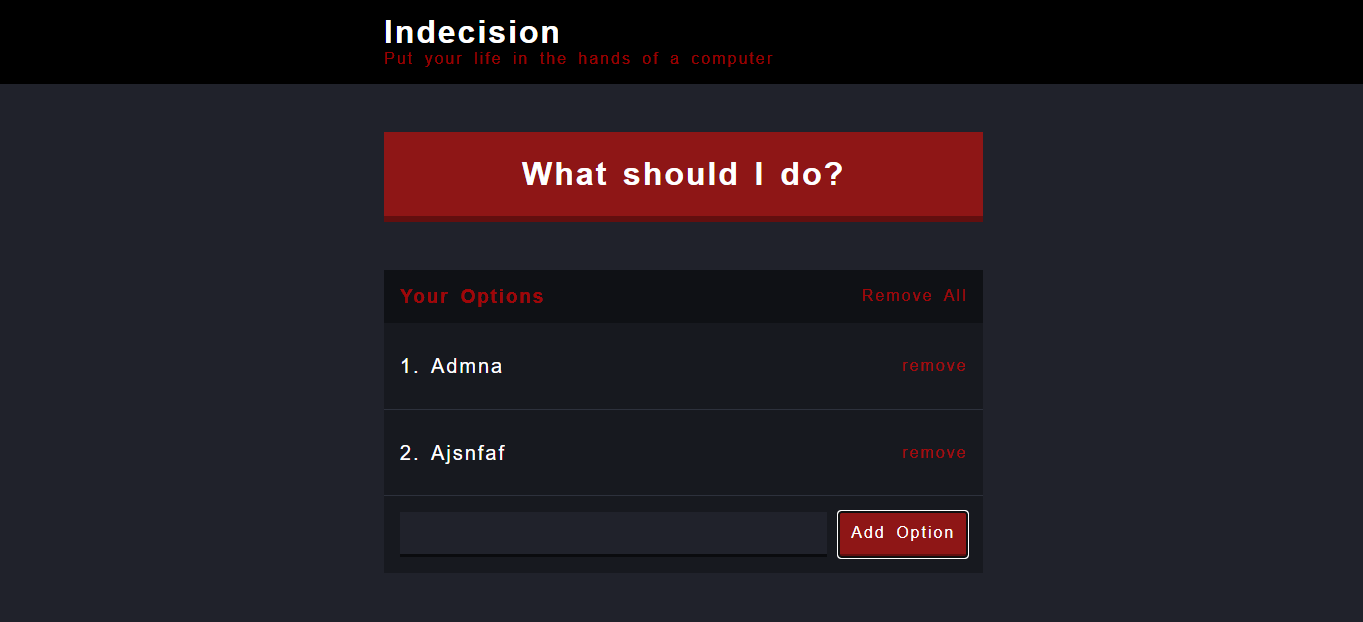 Indecision
Put your life in the hands of a computer
What should I do?
Your Options Remove All
1. Admna remove
2. Ajsnfaf remove
Add Option